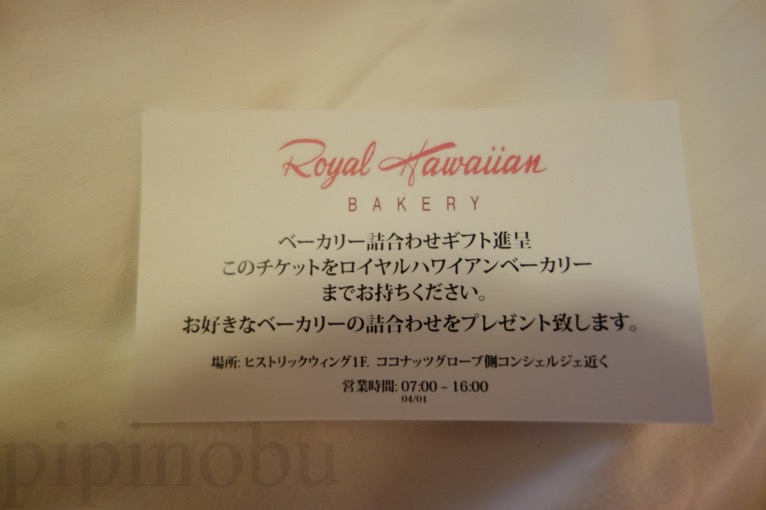 Royal Hawaiian
BAKERY
ベーカリー詰合わせギフト進呈
このチケットをロイヤルハワイアンベーカリー
までお持ちください。
お好きなベーカリーの詰合わせをプレゼント致します。
場所: ヒストリックウィング1F. ココナッツグローブ側コンシェルジェ近く
営業時間: 07:00 ~ 16:00
04/01
pipinobu